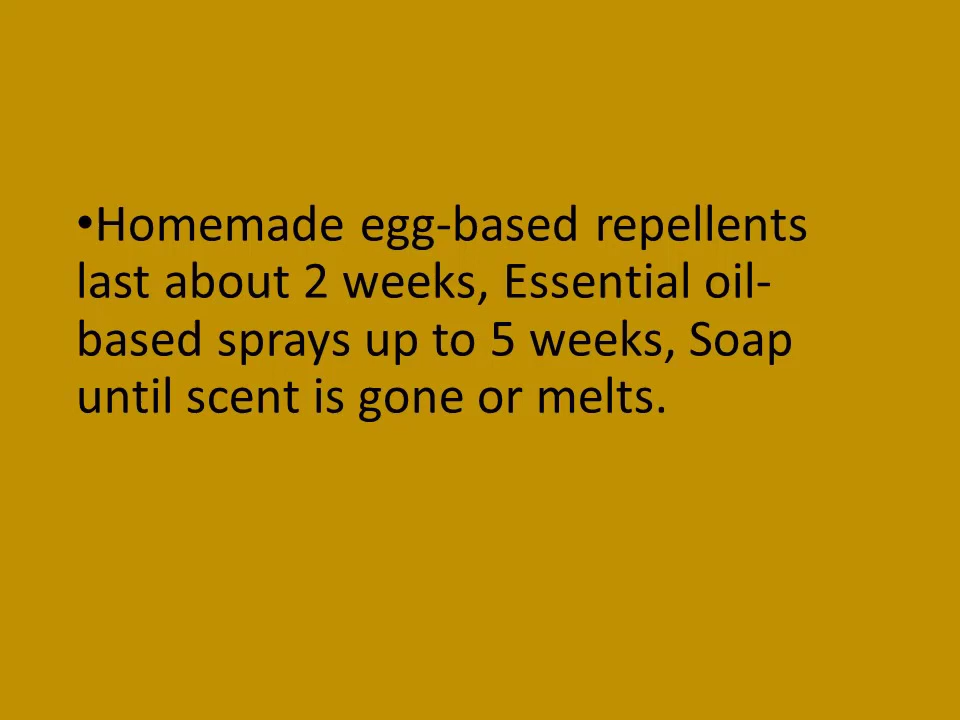 •Homemade egg-based repellents
last about 2 weeks, Essential oil-
based sprays up to 5 weeks, Soap
until scent is gone or melts.